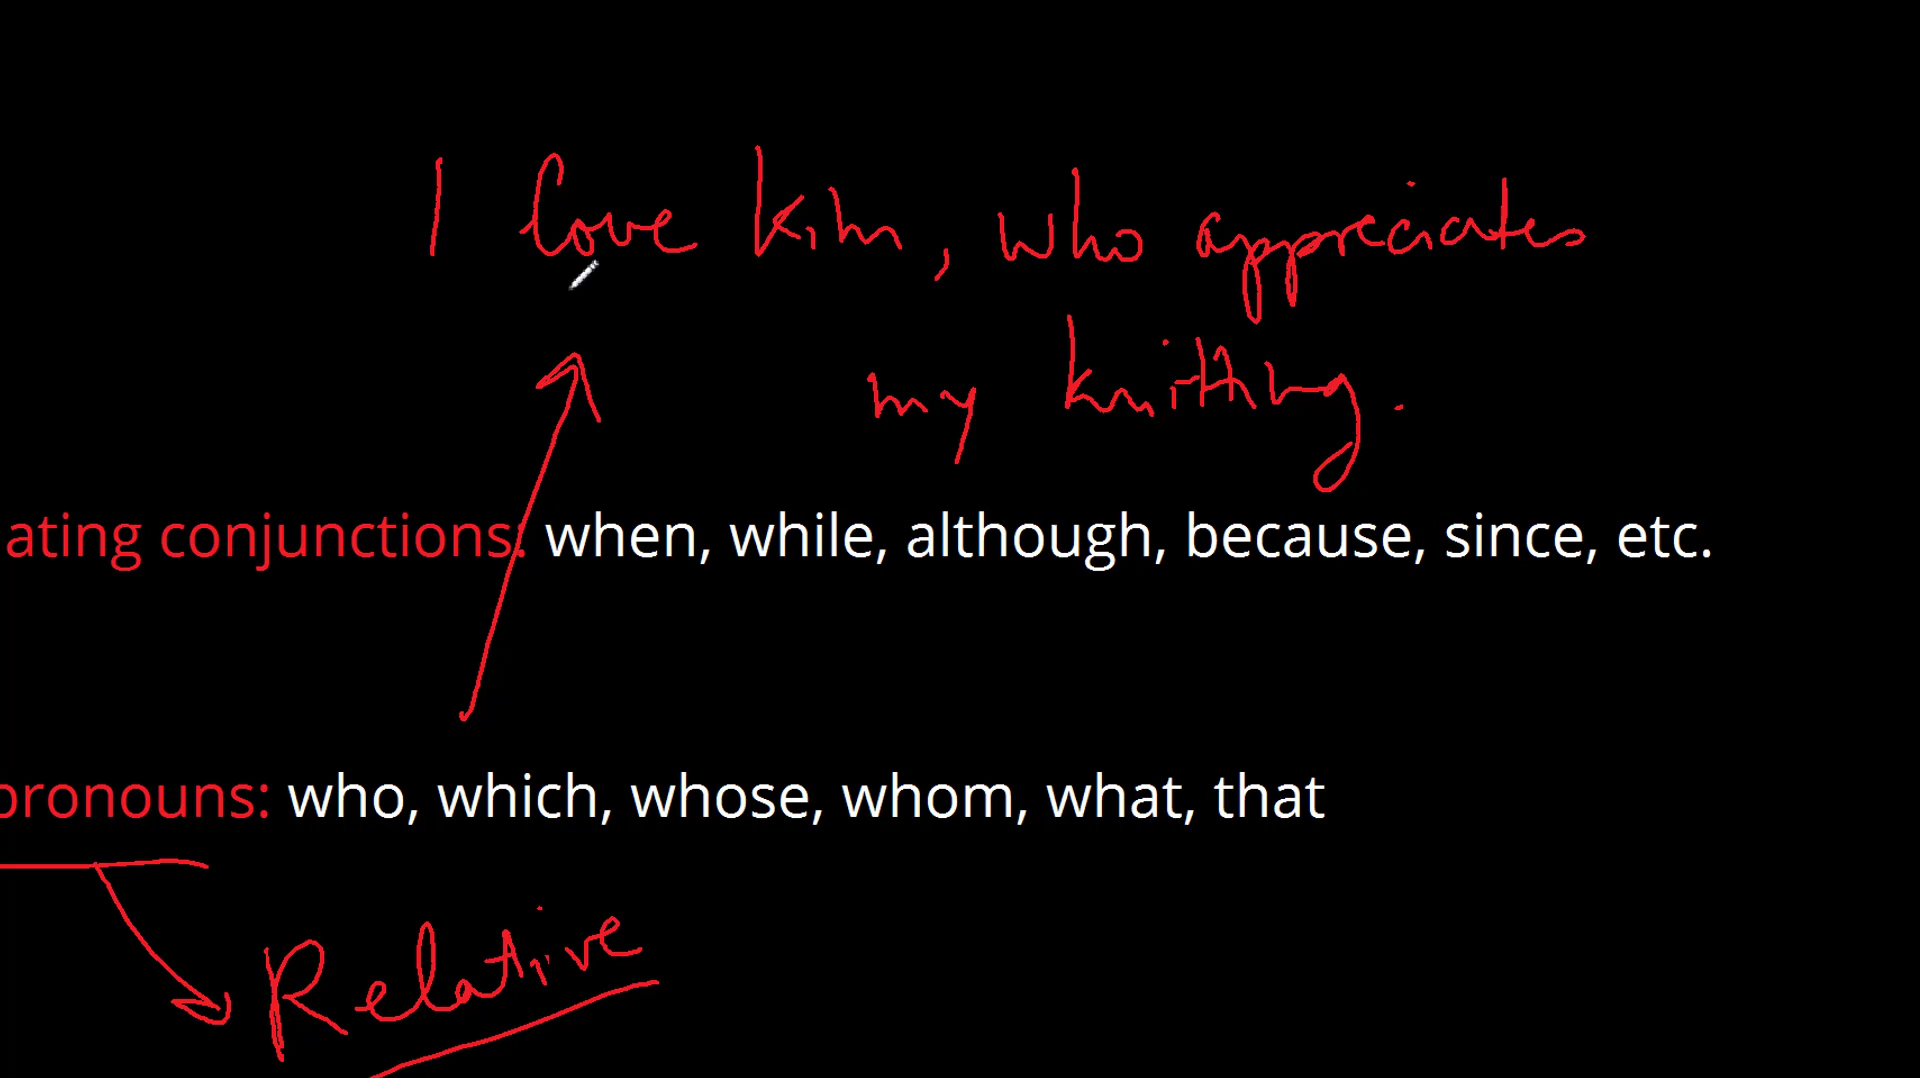 I love Kim, who appreciates
my knitting.
ating conjunctions: when, while, although, because, since, etc.
pronouns: who, which, whose, whom, what, that
Relative